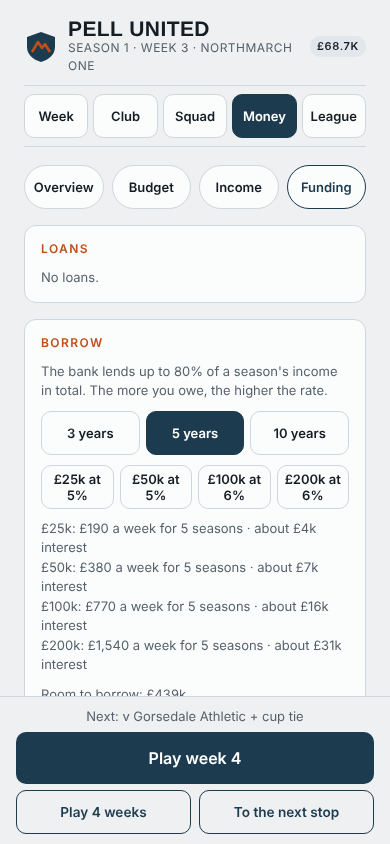 PELL UNITED
SEASON 1 · WEEK 3 · NORTHMARCH
ONE
£68.7K
Week
Club
Squad
Money
League
Overview
Budget
Income
Funding
LOANS
No loans.
BORROW
The bank lends up to 80% of a season's income
in total. The more you owe, the higher the rate.
3 years
5 years
10 years
£25k at
5%
£50k at
5%
£100k at
6%
£200k at
6%
£25k: £190 a week for 5 seasons · about £4k
interest
£50k: £380 a week for 5 seasons · about £7k
interest
£100k: £770 a week for 5 seasons · about £16k
interest
£200k: £1,540 a week for 5 seasons · about £31k
interest
Room to borrow: £439k
Next: v Gorsedale Athletic + cup tie
Play week 4
Play 4 weeks
To the next stop